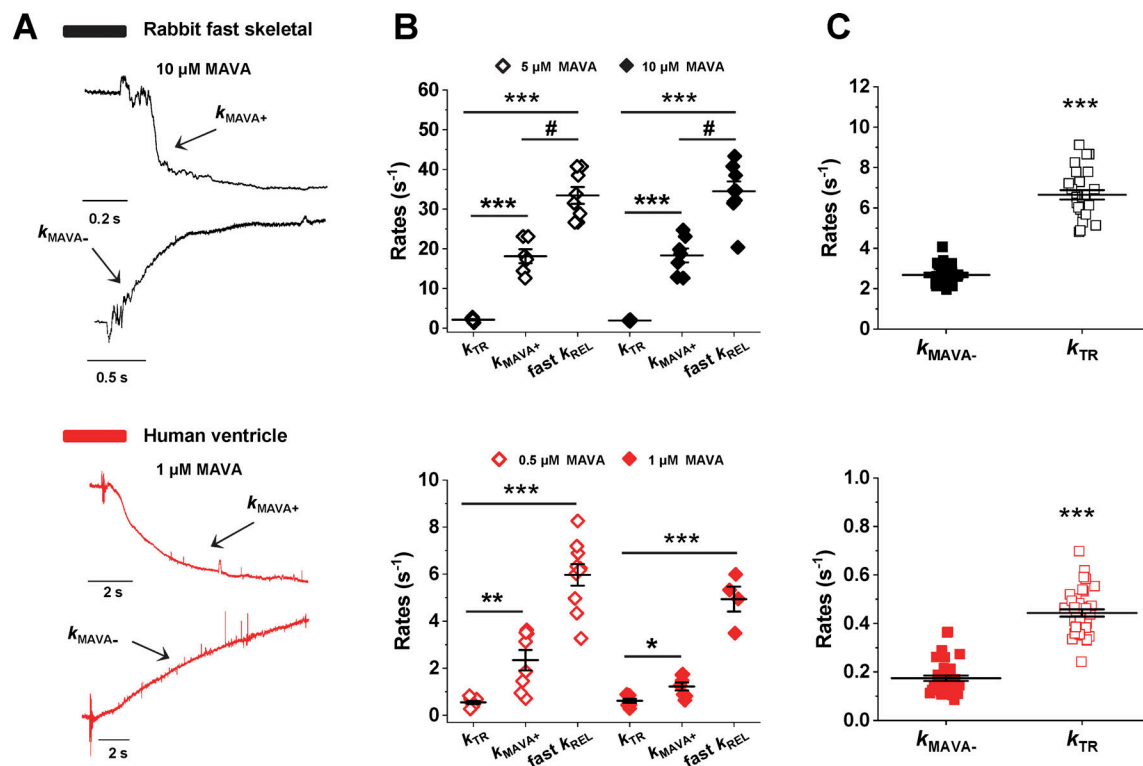 A
Rabbit fast skeletal
10 µM MAVA
kMAVA+
0.2 s
kMAVA-
0.5 s
Human ventricle
1 µM MAVA
kMAVA+
2 s
kMAVA-
2 s
B
5 µM MAVA 10 µM MAVA
Rates (s-1)
60
50
40
30
20
10
0
*** ***
# #
*** ***
kTR kMAVA+ fast kREL kTR kMAVA+ fast kREL
0.5 µM MAVA 1 µM MAVA
Rates (s-1)
10
8
6
4
2
0
***
***
**
*
kTR kMAVA+ fast kREL kTR kMAVA+ fast kREL
C
Rates (s-1)
10
8
6
4
2
0
***
kMAVA- kTR
Rates (s-1)
1.0
0.8
0.6
0.4
0.2
0.0
***
kMAVA- kTR